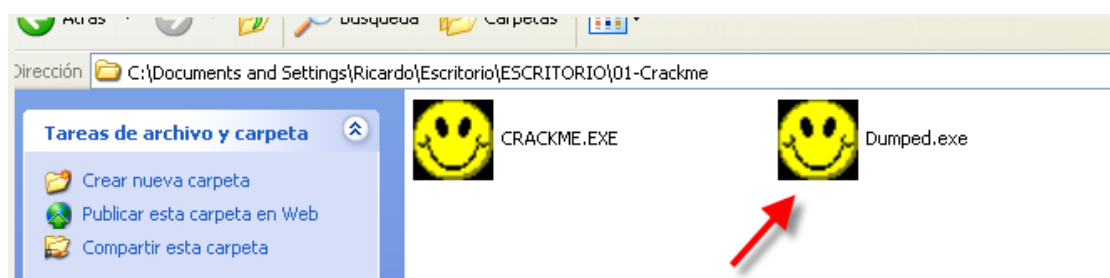 Atrás
Búsqueda
Carpetas
Dirección C:\Documents and Settings\Ricardo\Escritorio\ESCRITORIO\01-Crackme
Tareas de archivo y carpeta
CRACKME.EXE
Dumped.exe
Crear nueva carpeta
Publicar esta carpeta en Web
Compartir esta carpeta